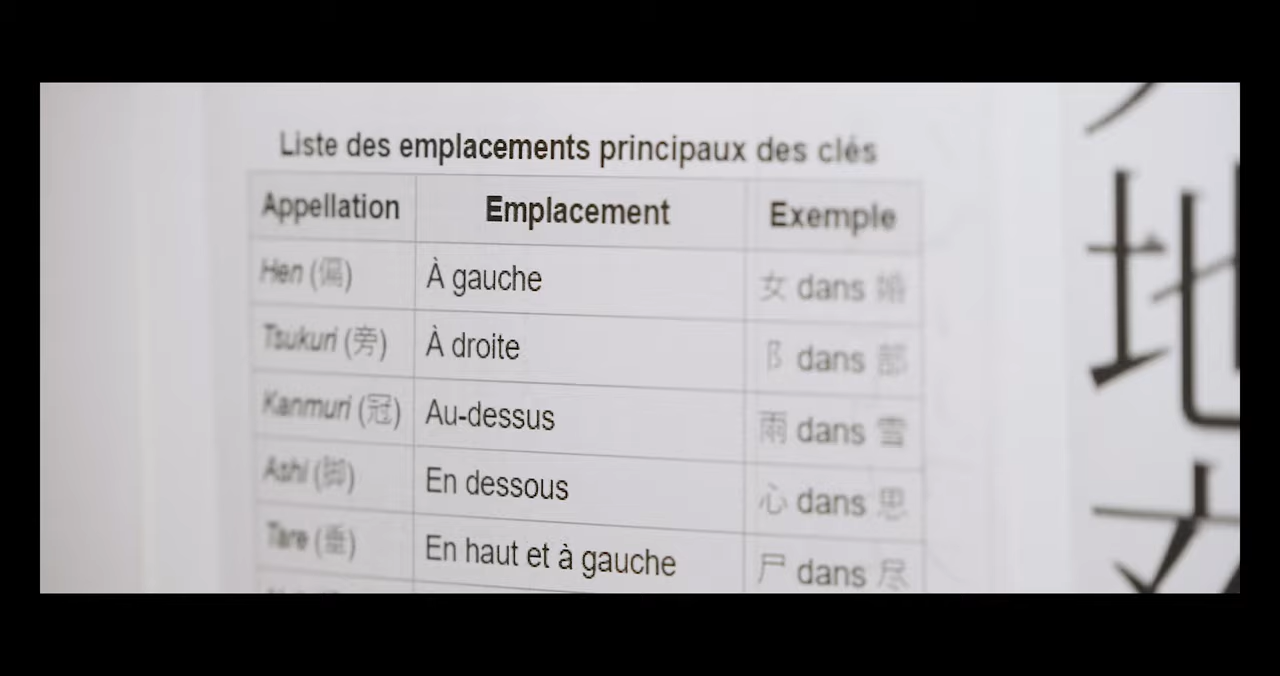 Liste des emplacements principaux des clés
Appellation Emplacement Exemple
Hen (偏) À gauche 女 dans 婚
Tsukuri (旁) À droite 阝 dans 部
Kanmuri (冠) Au-dessus 雨 dans 雪
Ashi (脚) En dessous 心 dans 思
Tare (垂) En haut et à gauche 尸 dans 尽
地